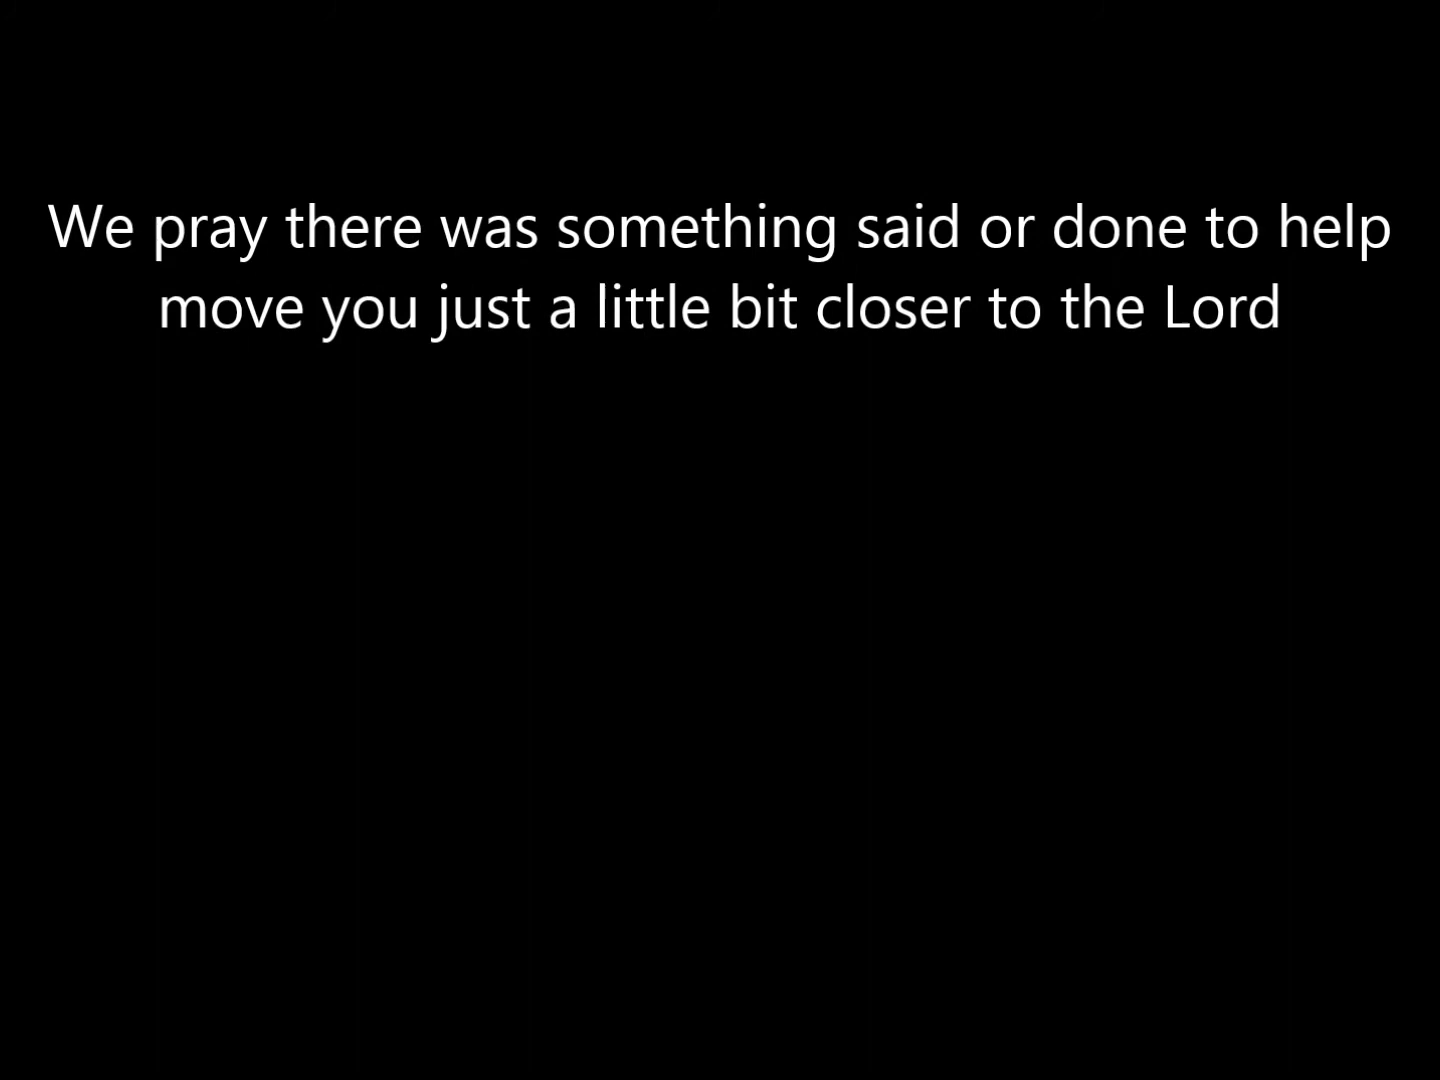 We pray there was something said or done to help
move you just a little bit closer to the Lord